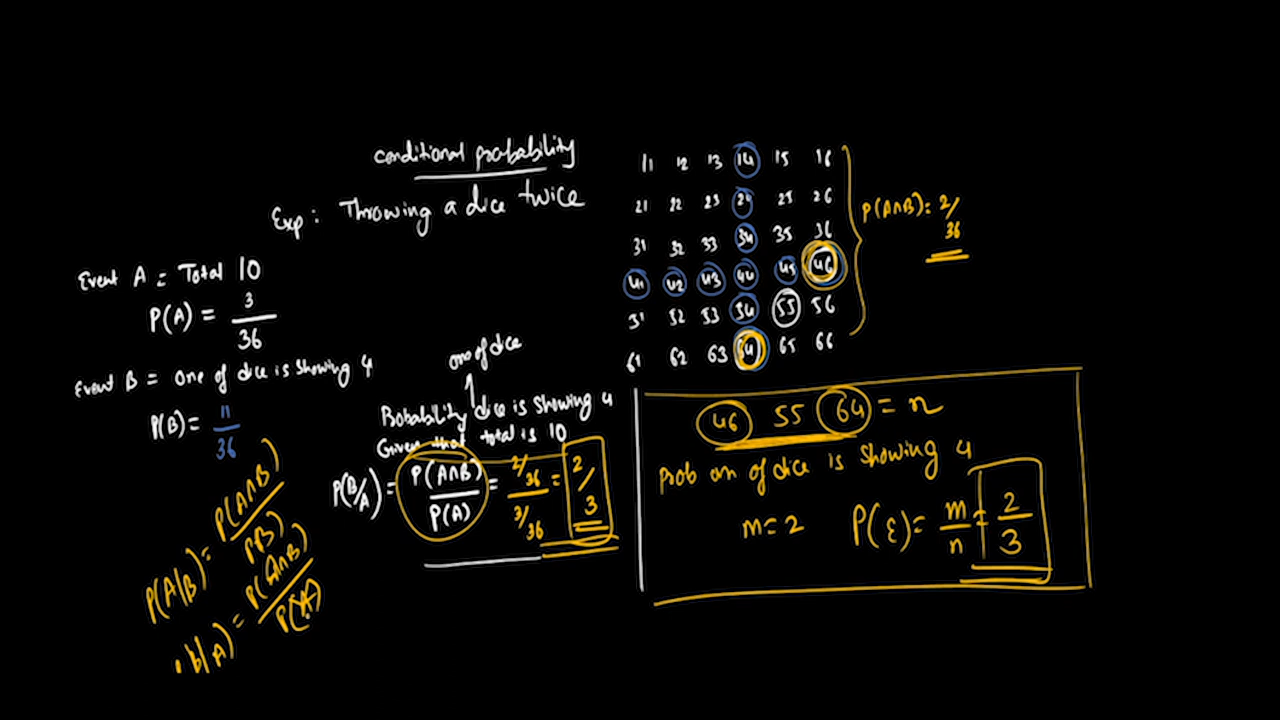 conditional probability
Exp: Throwing a dice twice
Event A = Total 10
P(A) = 3/36
Event B = One of dice is showing 4
P(B) = 11/36
P(A|B) = P(A∩B)/P(B)
b|A) = P(A∩B)/P(A)
one of dice
Probability dice is showing 4
Given that total is 10
P(B/A) = P(A∩B)/P(A) = 2/36 / 3/36 = 2/3
11 12 13 14 15 16
21 22 23 24 25 26
31 32 33 34 35 36
41 42 43 44 45 46
51 52 53 54 55 56
61 62 63 64 65 66
P(A∩B) = 2/36
46 55 64 = n
Prob on of dice is showing 4
m = 2 P(E) = m/n = 2/3